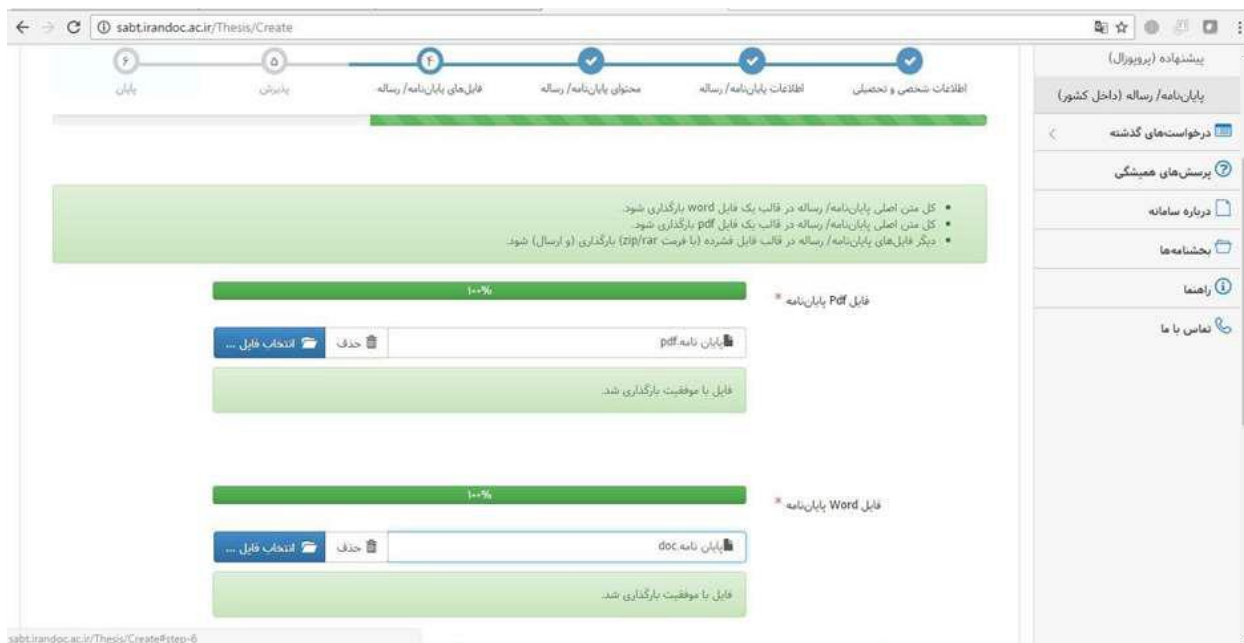 sabt.irandoc.ac.ir/Thesis/Create
پیشنهاده (پروپوزال)
پایان‌نامه/ رساله (داخل کشور)
درخواست‌های گذشته
پرسش‌های همیشگی
درباره سامانه
بخشنامه‌ها
راهنما
تماس با ما
۴ ۵ ۶
اطلاعات شخصی و تحصیلی
اطلاعات پایان‌نامه/ رساله
محتوای پایان‌نامه/ رساله
فایل‌های پایان‌نامه/ رساله
پذیرش
پایان
کل متن اصلی پایان‌نامه/ رساله در قالب یک فایل word بارگذاری شود.
کل متن اصلی پایان‌نامه/ رساله در قالب یک فایل pdf بارگذاری شود.
دیگر فایل‌های پایان‌نامه/ رساله در قالب فایل فشرده (با فرمت zip/rar) بارگذاری (و ارسال) شود.
فایل Pdf پایان‌نامه *
۱۰۰%
پایان نامه.pdf
حذف
انتخاب فایل ...
فایل با موفقیت بارگذاری شد.
فایل Word پایان‌نامه *
۱۰۰%
پایان نامه.doc
حذف
انتخاب فایل ...
فایل با موفقیت بارگذاری شد.
sabt.irandoc.ac.ir/Thesis/Create#step-6